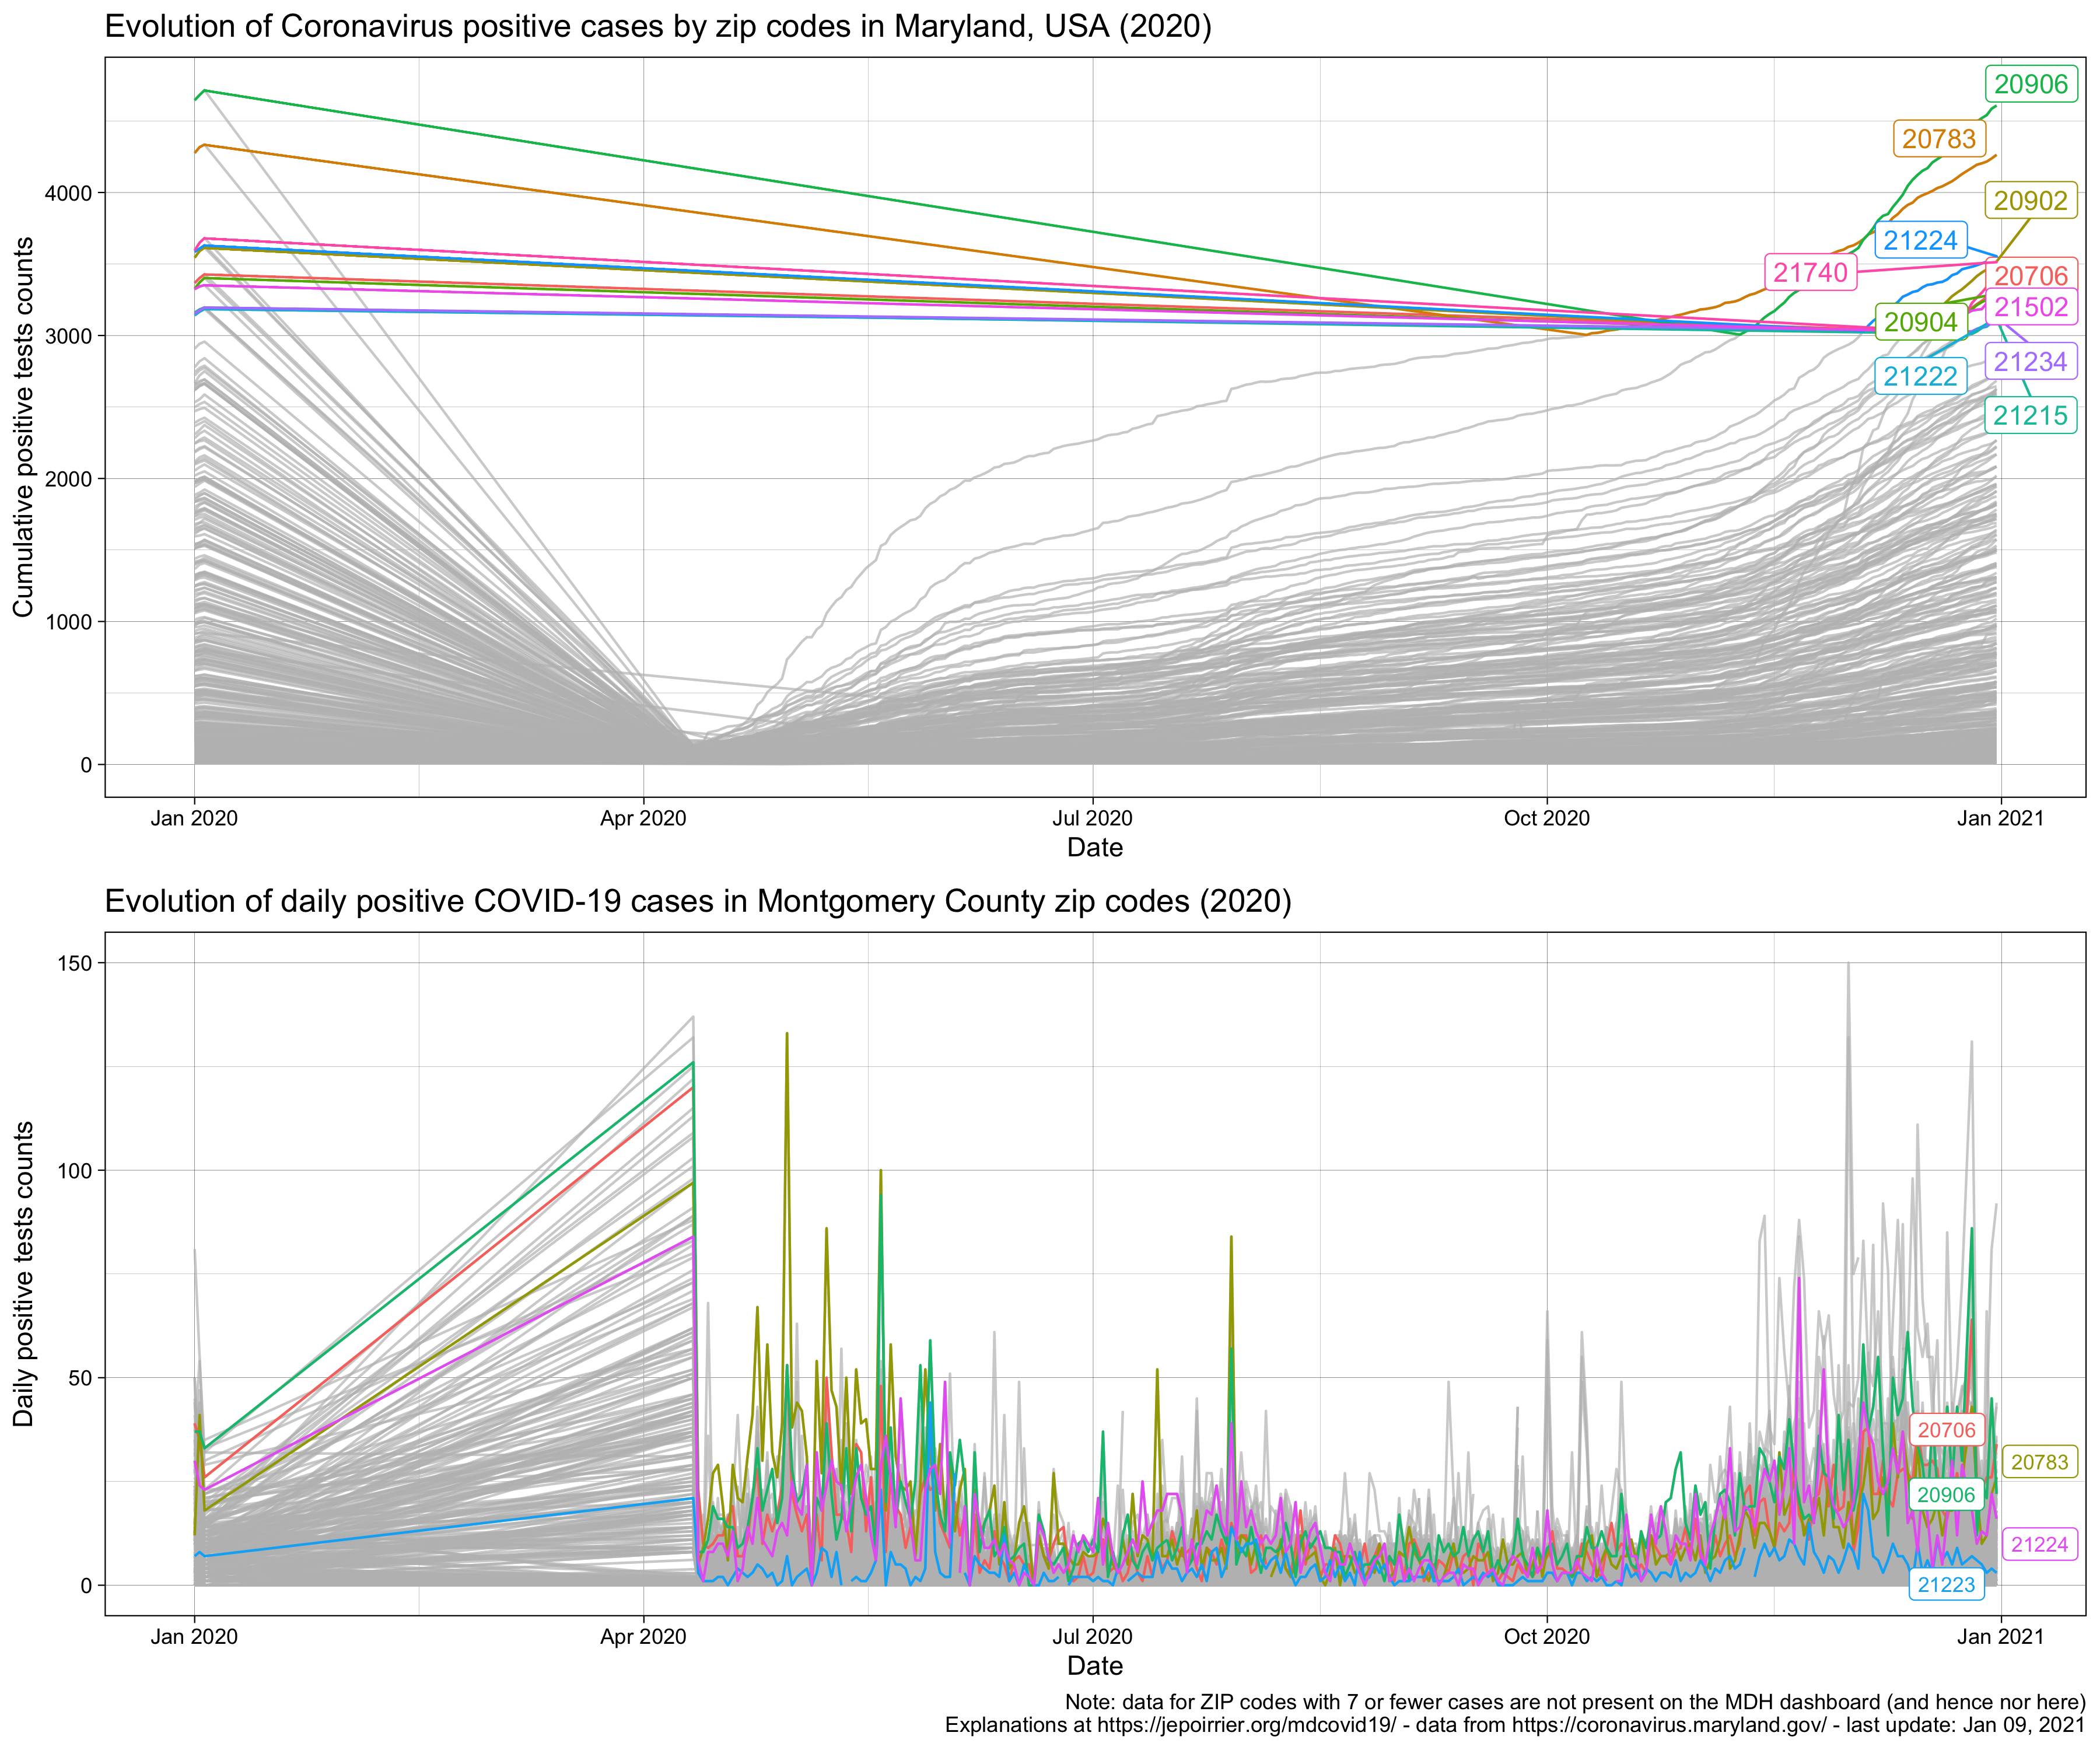 Evolution of Coronavirus positive cases by zip codes in Maryland, USA (2020)
Cumulative positive tests counts
4000
3000
2000
1000
0
20906
20783
20902
21224
21740
20706
21502
20904
21234
21222
21215
Jan 2020
Apr 2020
Jul 2020
Oct 2020
Jan 2021
Date
Evolution of daily positive COVID-19 cases in Montgomery County zip codes (2020)
Daily positive tests counts
150
100
50
0
20706
20783
20906
21224
21223
Jan 2020
Apr 2020
Jul 2020
Oct 2020
Jan 2021
Date
Note: data for ZIP codes with 7 or fewer cases are not present on the MDH dashboard (and hence nor here)
Explanations at https://jepoirrier.org/mdcovid19/ - data from https://coronavirus.maryland.gov/ - last update: Jan 09, 2021